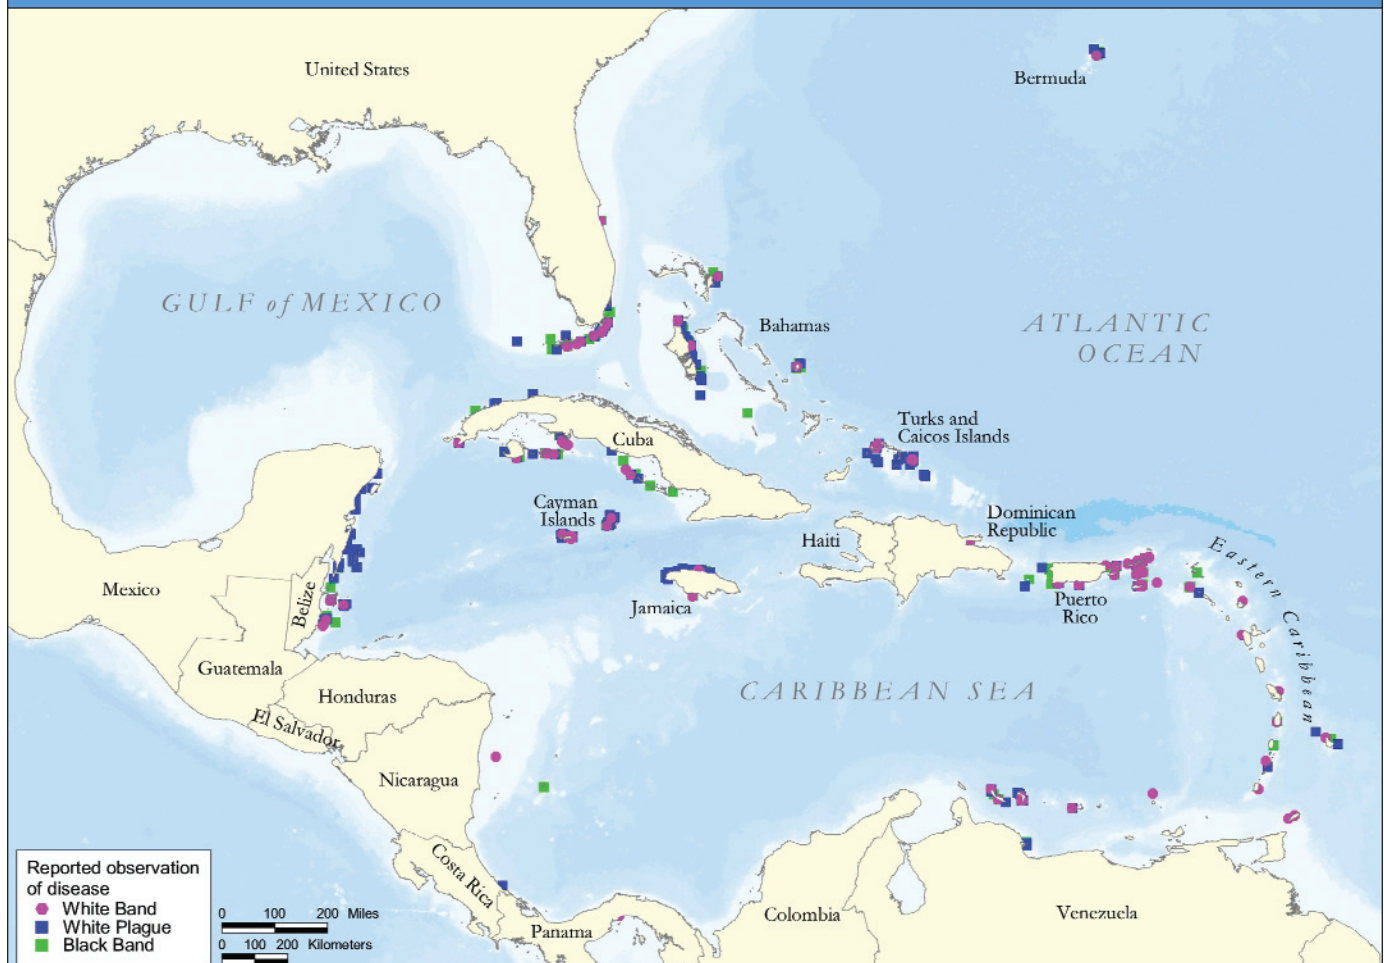 United States
Bermuda
GULF of MEXICO
Bahamas
ATLANTIC
OCEAN
Turks and
Caicos Islands
Cuba
Cayman
Islands
Dominican
Republic
Haiti
Eastern Caribbean
Mexico
Belize
Jamaica
Puerto
Rico
Guatemala
Honduras
CARIBBEAN SEA
El Salvador
Nicaragua
Costa Rica
Panama
Colombia
Venezuela
Reported observation
of disease
White Band
White Plague
Black Band
0 100 200 Miles
0 100 200 Kilometers